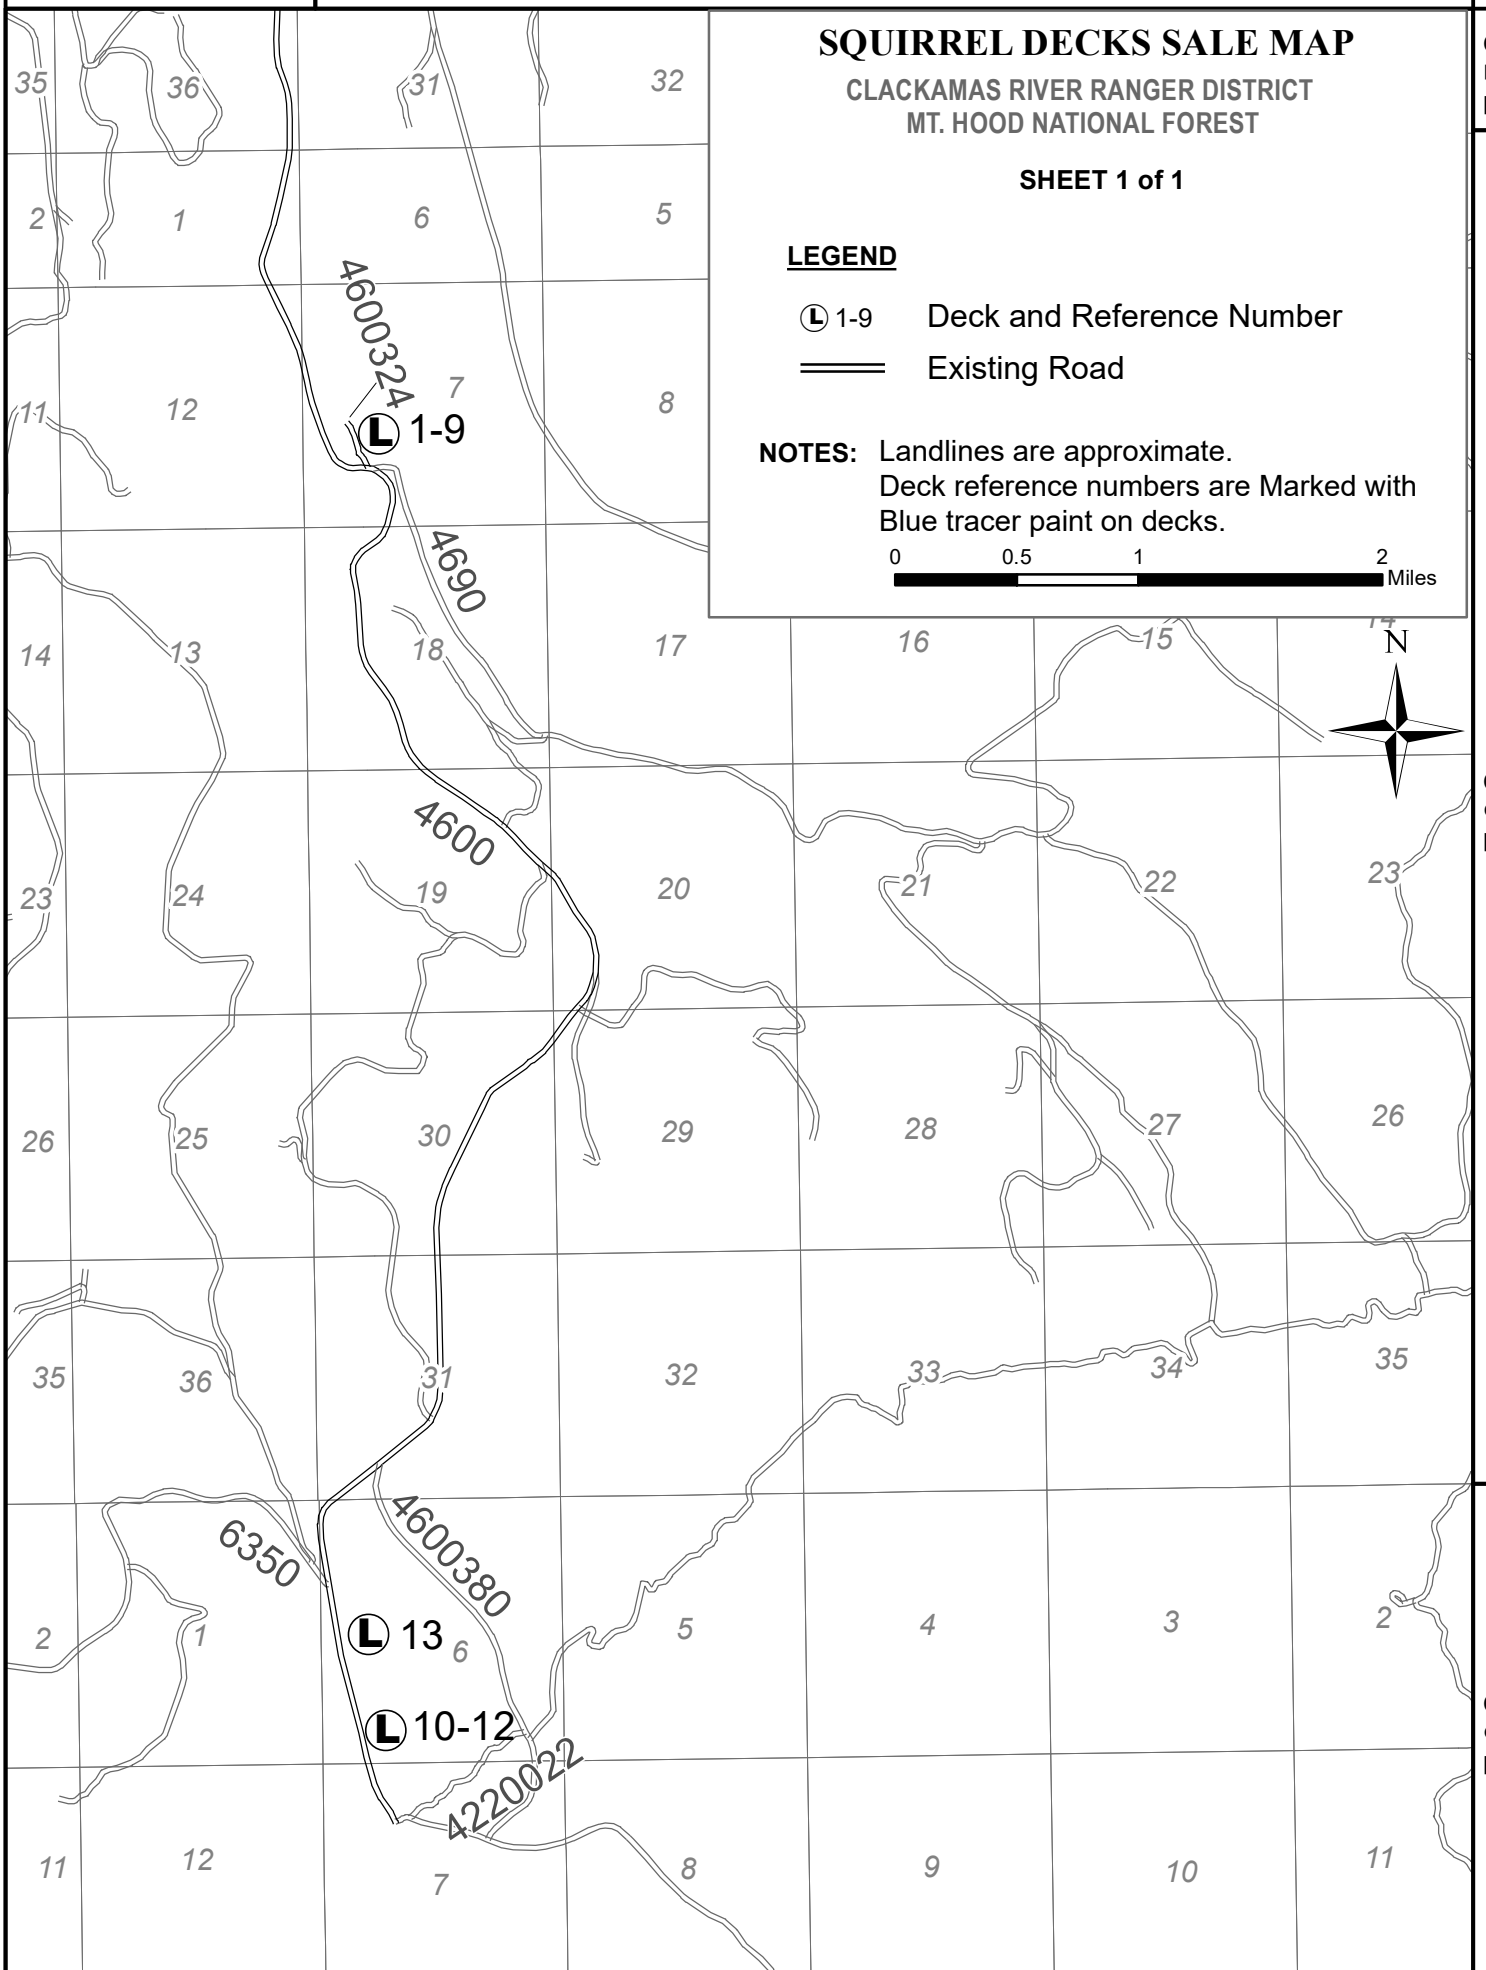 SQUIRREL DECKS SALE MAP
CLACKAMAS RIVER RANGER DISTRICT
MT. HOOD NATIONAL FOREST
SHEET 1 of 1
LEGEND
L 1-9 Deck and Reference Number
Existing Road
NOTES: Landlines are approximate.
Deck reference numbers are Marked with
Blue tracer paint on decks.
0 0.5 1 2
Miles
N
35 36 31 32
2 1 6 5
4600324
11 12 7 8
L 1-9
4690
14 13 18 17 16 15 14
4600
23 24 19 20 21 22 23
26 25 30 29 28 27 26
35 36 31 32 33 34 35
6350
4600380
L 13
2 1 6 5 4 3 2
L 10-12
4220022
11 12 7 8 9 10 11